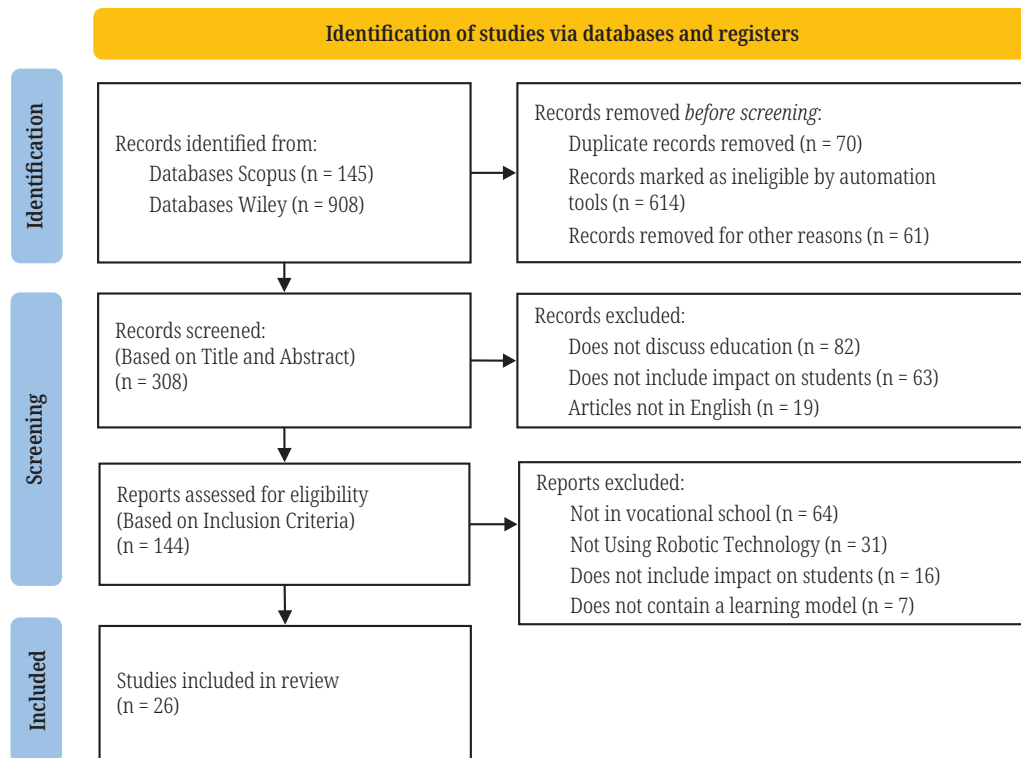 Identification of studies via databases and registers
Identification
Records identified from:
Databases Scopus (n = 145)
Databases Wiley (n = 908)
Records removed before screening:
Duplicate records removed (n = 70)
Records marked as ineligible by automation
tools (n = 614)
Records removed for other reasons (n = 61)
Screening
Records screened:
(Based on Title and Abstract)
(n = 308)
Records excluded:
Does not discuss education (n = 82)
Does not include impact on students (n = 63)
Articles not in English (n = 19)
Reports assessed for eligibility
(Based on Inclusion Criteria)
(n = 144)
Reports excluded:
Not in vocational school (n = 64)
Not Using Robotic Technology (n = 31)
Does not include impact on students (n = 16)
Does not contain a learning model (n = 7)
Included
Studies included in review
(n = 26)